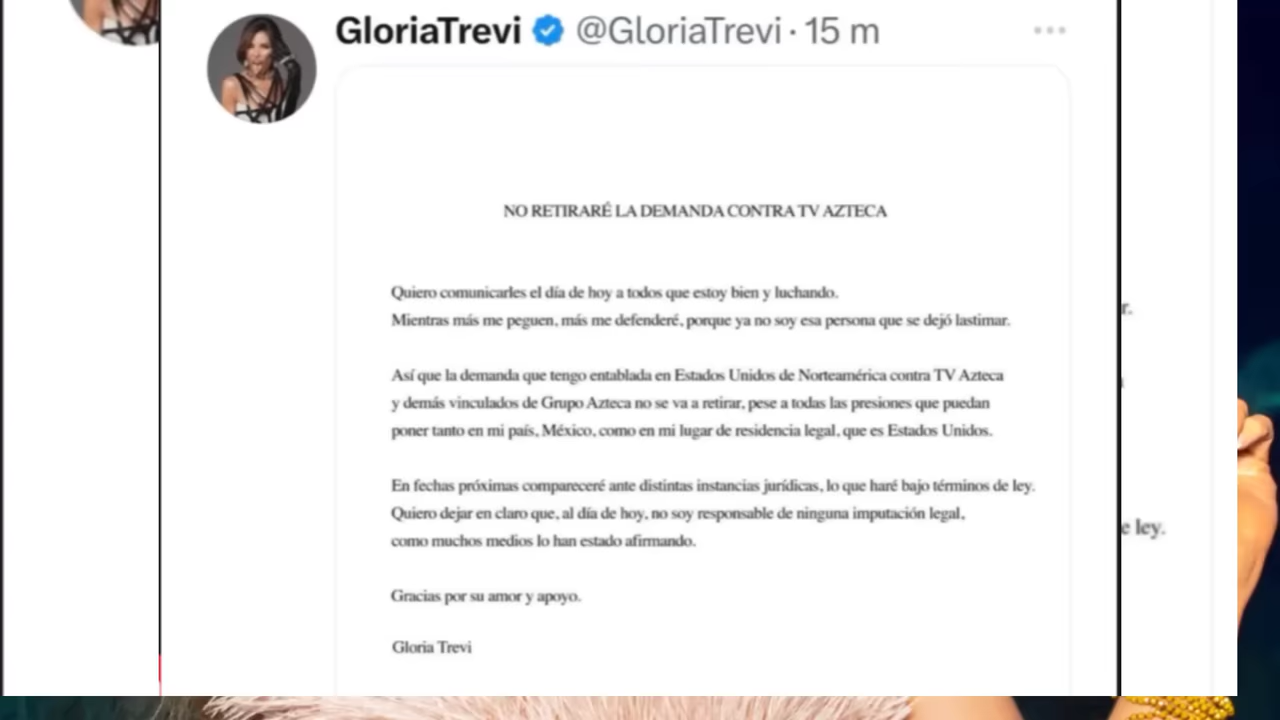 GloriaTrevi @GloriaTrevi · 15 m
NO RETIRARÉ LA DEMANDA CONTRA TV AZTECA
Quiero comunicarles el día de hoy a todos que estoy bien y luchando.
Mientras más me peguen, más me defenderé, porque ya no soy esa persona que se dejó lastimar.
Así que la demanda que tengo entablada en Estados Unidos de Norteamérica contra TV Azteca
y demás vinculados de Grupo Azteca no se va a retirar, pese a todas las presiones que puedan
poner tanto en mi país, México, como en mi lugar de residencia legal, que es Estados Unidos.
En fechas próximas compareceré ante distintas instancias jurídicas, lo que haré bajo términos de ley.
Quiero dejar en claro que, al día de hoy, no soy responsable de ninguna imputación legal,
como muchos medios lo han estado afirmando.
Gracias por su amor y apoyo.
Gloria Trevi
r.
e ley.